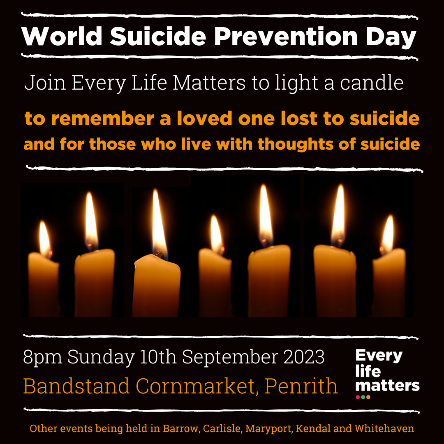 World Suicide Prevention Day
Join Every Life Matters to light a candle
to remember a loved one lost to suicide
and for those who live with thoughts of suicide
8pm Sunday 10th September 2023
Bandstand Cornmarket, Penrith
Every
life
matters
Other events being held in Barrow, Carlisle, Maryport, Kendal and Whitehaven